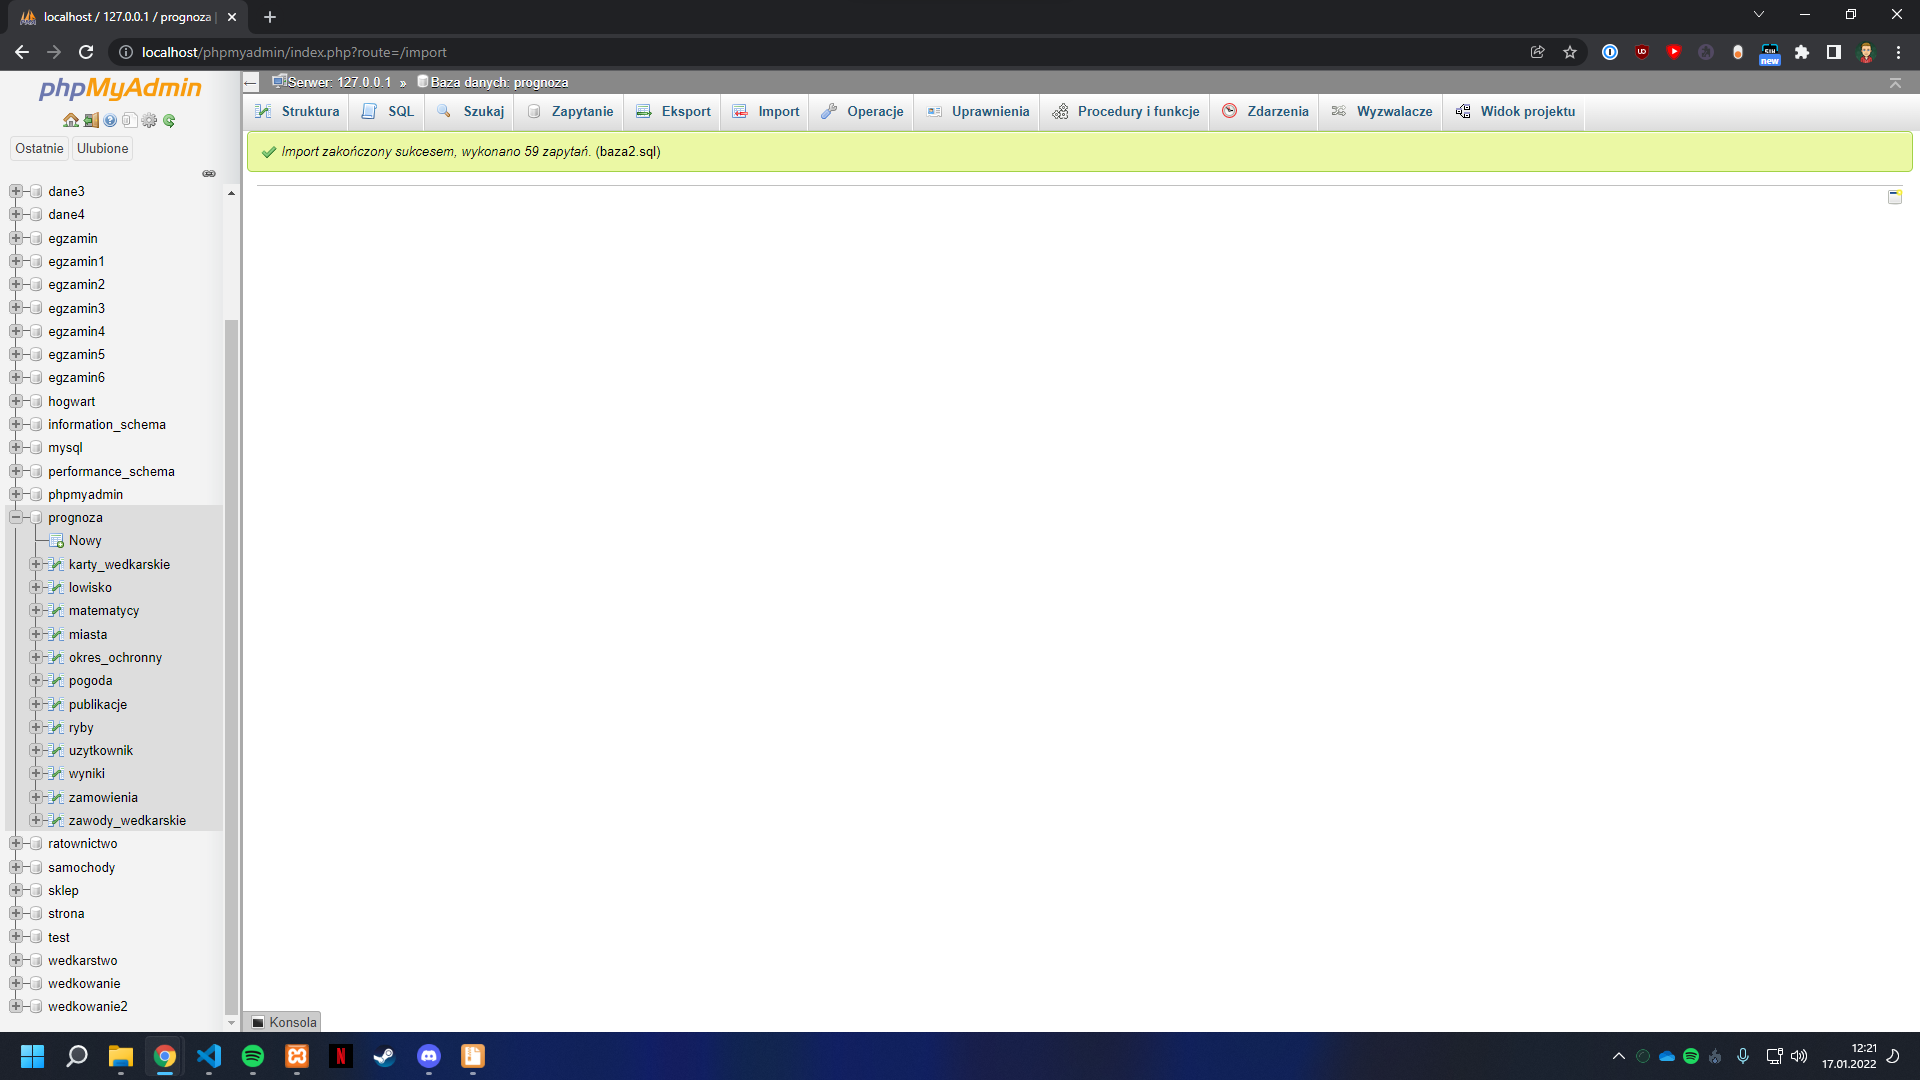 localhost / 127.0.0.1 / prognoza |
localhost/phpmyadmin/index.php?route=/import
new
phpMyAdmin
Ostatnie
Ulubione
dane3
dane4
egzamin
egzamin1
egzamin2
egzamin3
egzamin4
egzamin5
egzamin6
hogwart
information_schema
mysql
performance_schema
phpmyadmin
prognoza
Nowy
karty_wedkarskie
lowisko
matematycy
miasta
okres_ochronny
pogoda
publikacje
ryby
uzytkownik
wyniki
zamowienia
zawody_wedkarskie
ratownictwo
samochody
sklep
strona
test
wedkarstwo
wedkowanie
wedkowanie2
Serwer: 127.0.0.1 » Baza danych: prognoza
Struktura SQL Szukaj Zapytanie Eksport Import Operacje Uprawnienia Procedury i funkcje Zdarzenia Wyzwalacze Widok projektu
Import zakończony sukcesem, wykonano 59 zapytań. (baza2.sql)
Konsola
12:21
17.01.2022